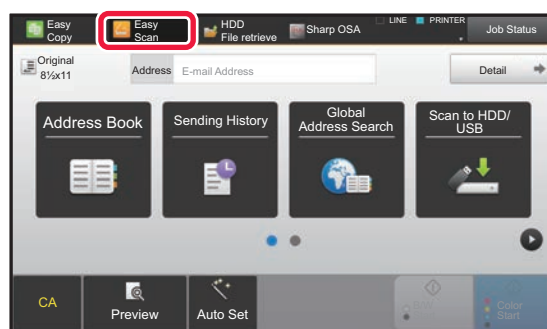 Easy
Copy
Easy
Scan
HDD
File retrieve
Sharp OSA
LINE
PRINTER
Job Status
Original
8½x11
Address
E-mail Address
Detail
Address Book
Sending History
Global
Address Search
Scan to HDD/
USB
CA
Preview
Auto Set
B/W
Start
Color
Start